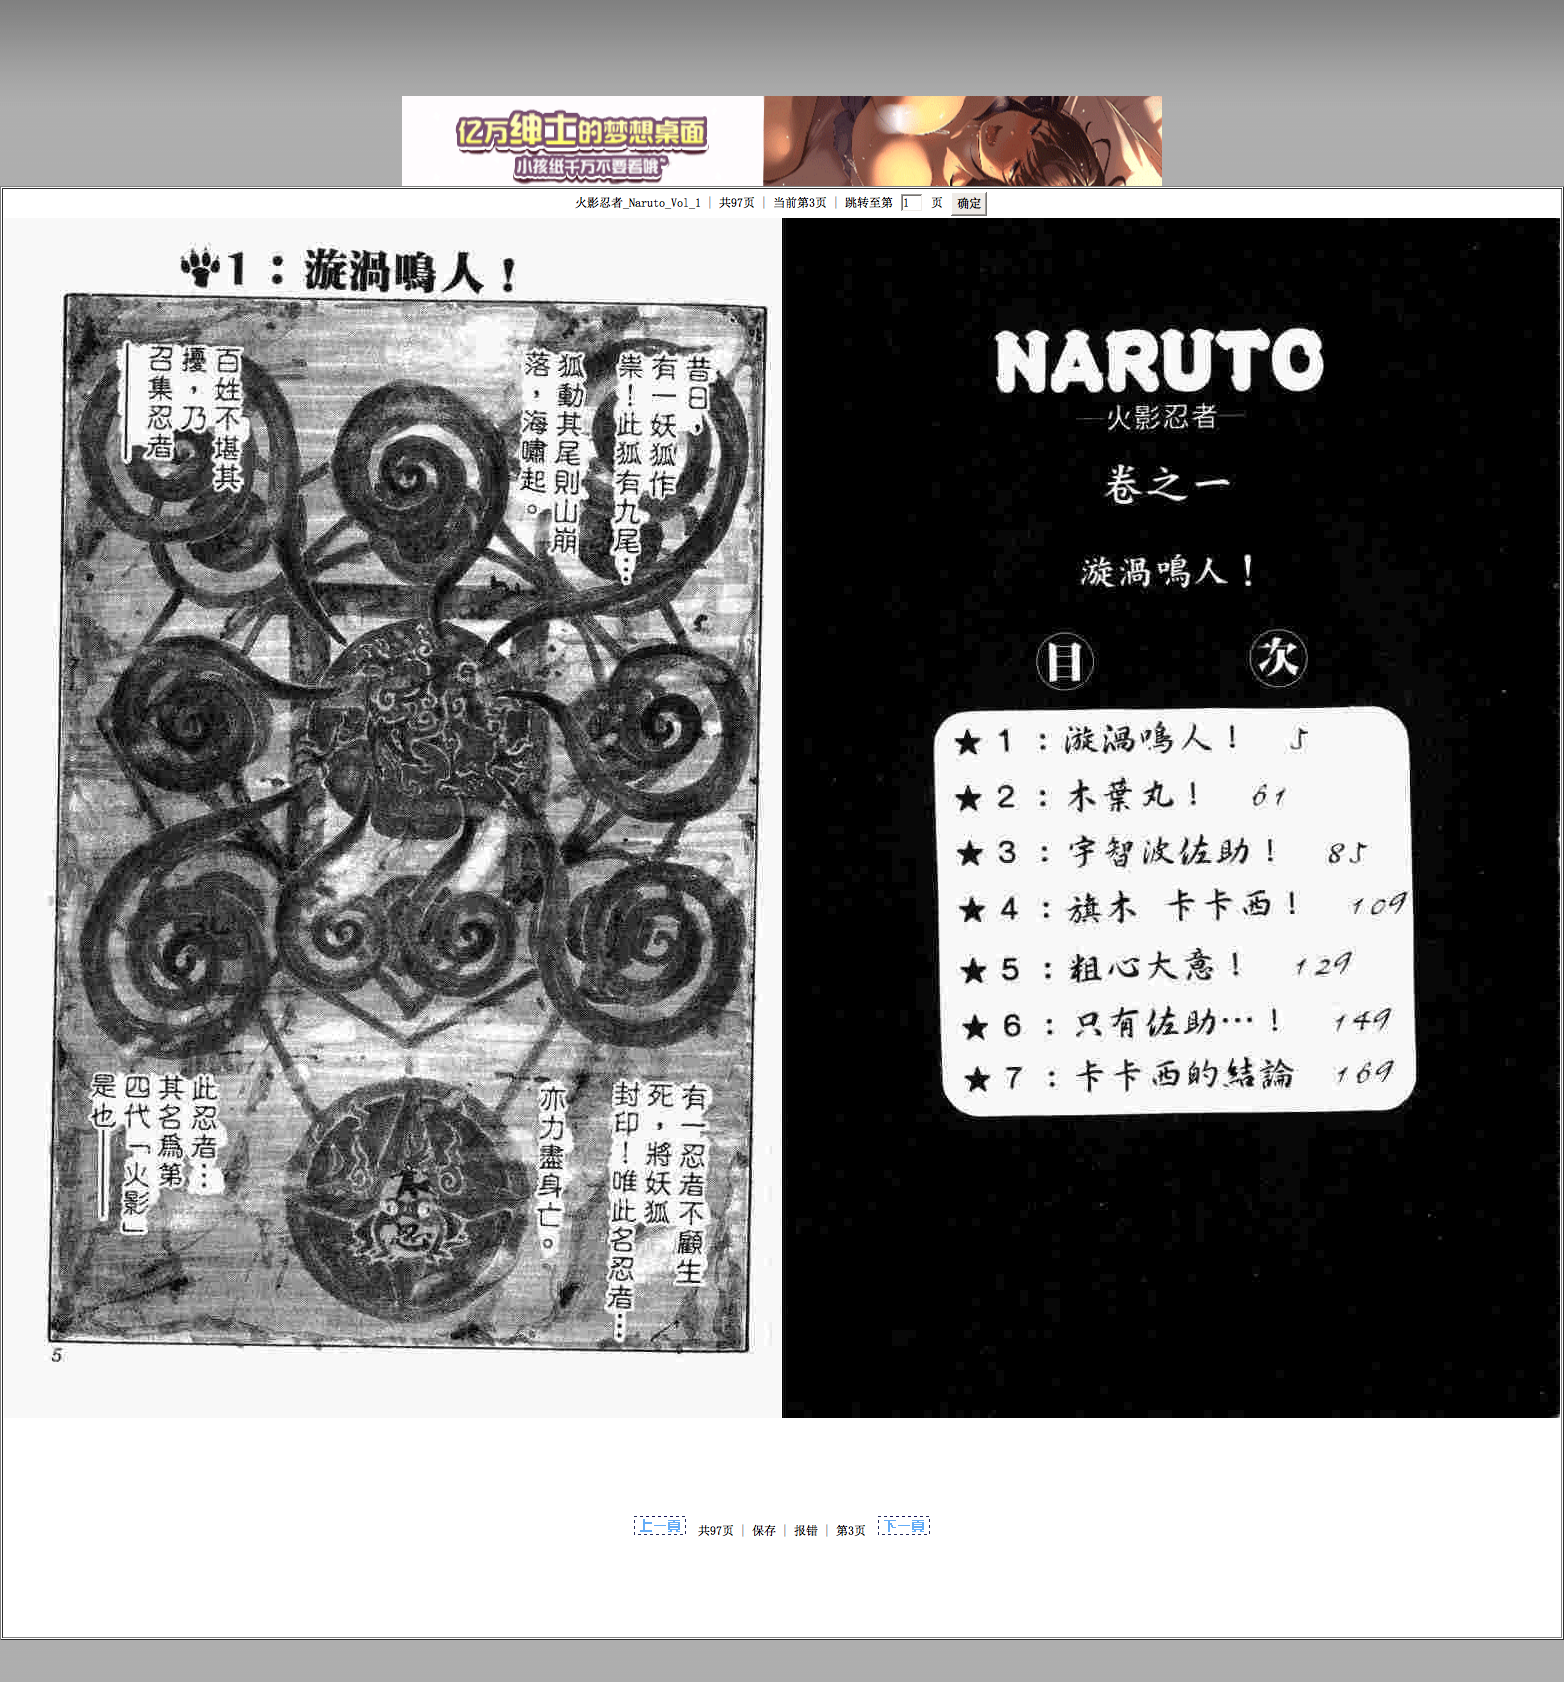 亿万绅士的梦想桌面
小孩纸千万不要看哦~
火影忍者_Naruto_Vol_1 | 共97页 | 当前第3页 | 跳转至第 1 页 确定
NARUTO
火影忍者
卷之一
漩渦鳴人！
目 次
★ 1 ：漩渦鳴人！ 5
★ 2 ：木葉丸！ 61
★ 3 ：宇智波佐助！ 85
★ 4 ：旗木 卡卡西！ 109
★ 5 ：粗心大意！ 129
★ 6 ：只有佐助…！ 149
★ 7 ：卡卡西的結論 169
1：漩渦鳴人！
昔日，
有一妖狐作
祟！此狐有九尾…
狐動其尾則山崩
落，海嘯起。
百姓不堪其
擾，乃
召集忍者——
有一忍者不顧生
死，將妖狐
封印！唯此名忍者…
亦力盡身亡。
此忍者…
其名爲第
四代「火影」
是也——
5
上一頁 共97页 | 保存 | 报错 | 第3页 下一頁